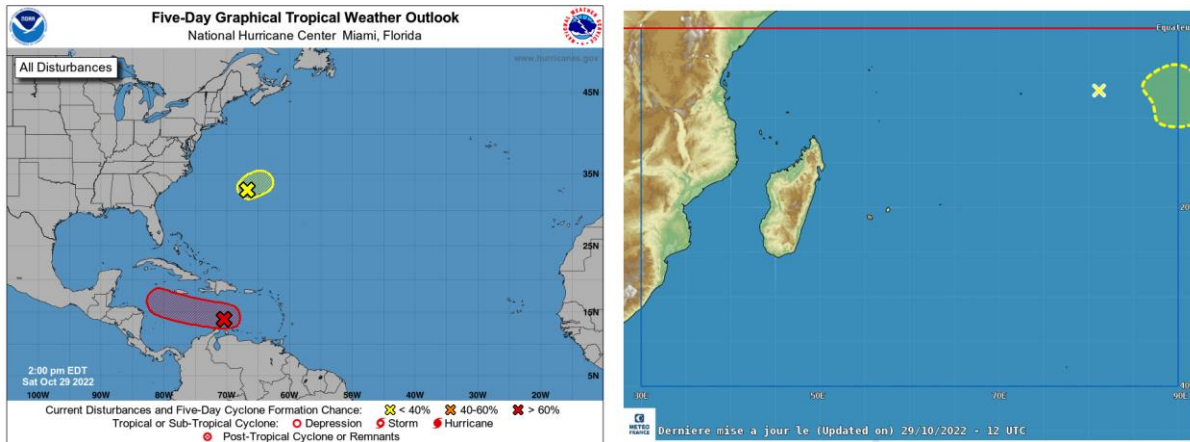 Five-Day Graphical Tropical Weather Outlook
National Hurricane Center Miami, Florida
All Disturbances
www.hurricanes.gov
45N
35N
25N
15N
5N
2:00 pm EDT
Sat Oct 29 2022
100W 90W 80W 70W 60W 50W 40W 30W 20W
Current Disturbances and Five-Day Cyclone Formation Chance: < 40% 40-60% > 60%
Tropical or Sub-Tropical Cyclone: Depression Storm Hurricane
Post-Tropical Cyclone or Remnants
Equateur
20
40
30E 50E 70E 90E
METEO
FRANCE
Derniere mise a jour le (Updated on) 29/10/2022 - 12 UTC